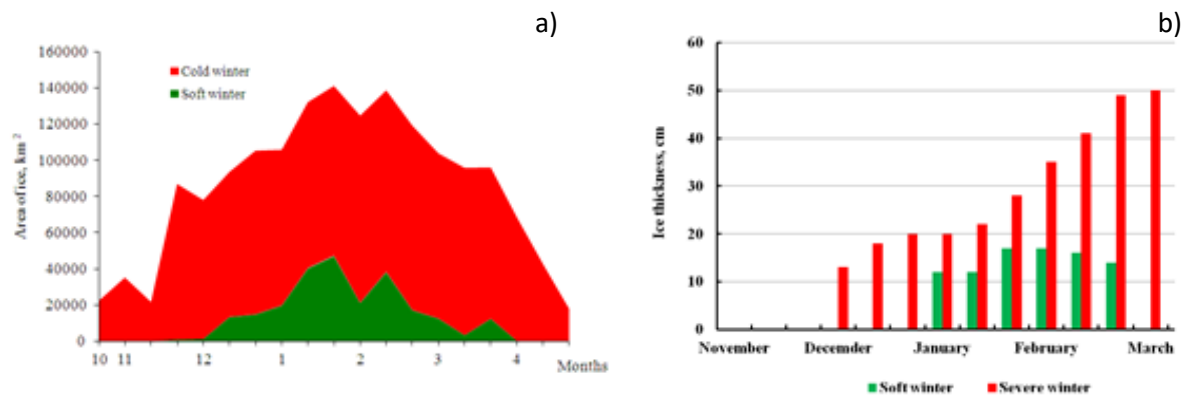 a)
160000
140000
120000
100000
80000
60000
40000
20000
0
Area of ice, km²
Cold winter
Soft winter
10 11 12 1 2 3 4 Months
b)
60
50
40
30
20
10
0
Ice thickness, cm
November Decemder January February March
Soft winter Severe winter